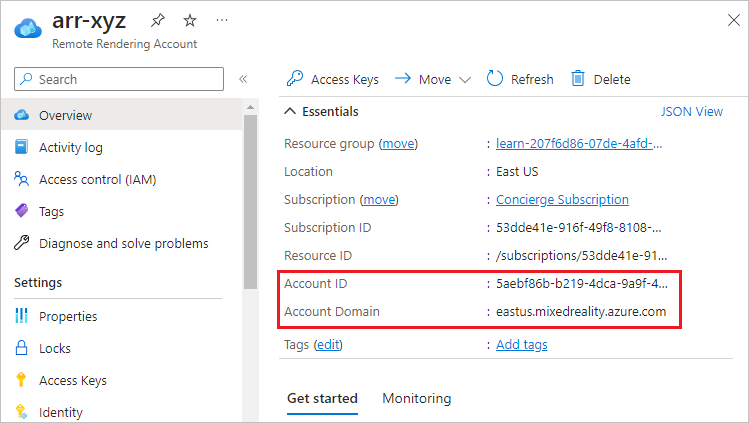 arr-xyz
Remote Rendering Account
Search
Overview
Activity log
Access control (IAM)
Tags
Diagnose and solve problems
Settings
Properties
Locks
Access Keys
Identity
Access Keys Move Refresh Delete
Essentials JSON View
Resource group (move) : learn-207f6d86-07de-4afd-...
Location : East US
Subscription (move) : Concierge Subscription
Subscription ID : 53dde41e-916f-49f8-8108-...
Resource ID : /subscriptions/53dde41e-91...
Account ID : 5aebf86b-b219-4dca-9a9f-4...
Account Domain : eastus.mixedreality.azure.com
Tags (edit) : Add tags
Get started Monitoring